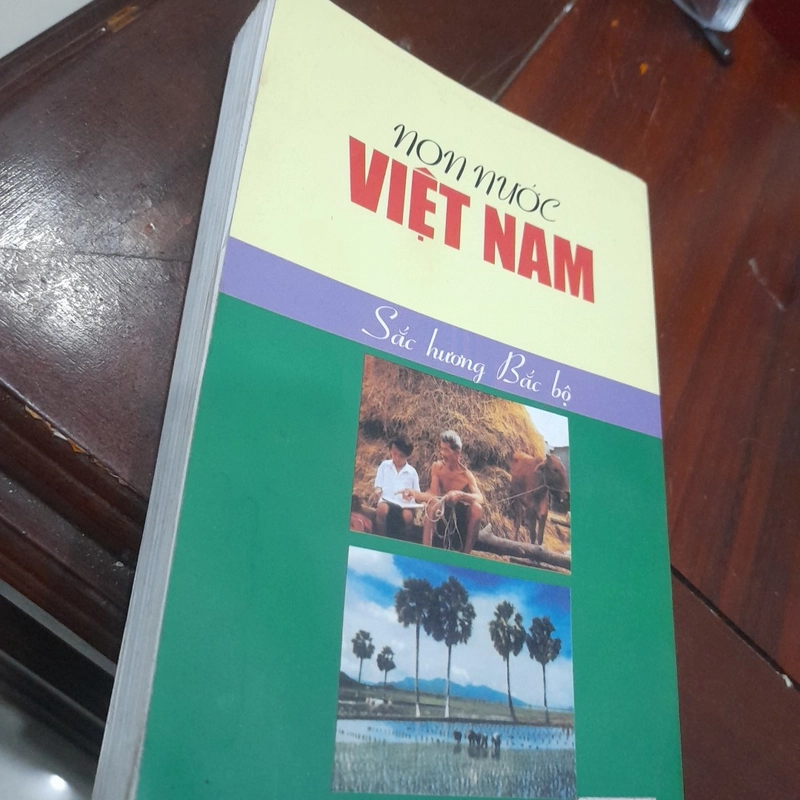 non nước
VIỆT NAM
Sắc hương Bắc bộ